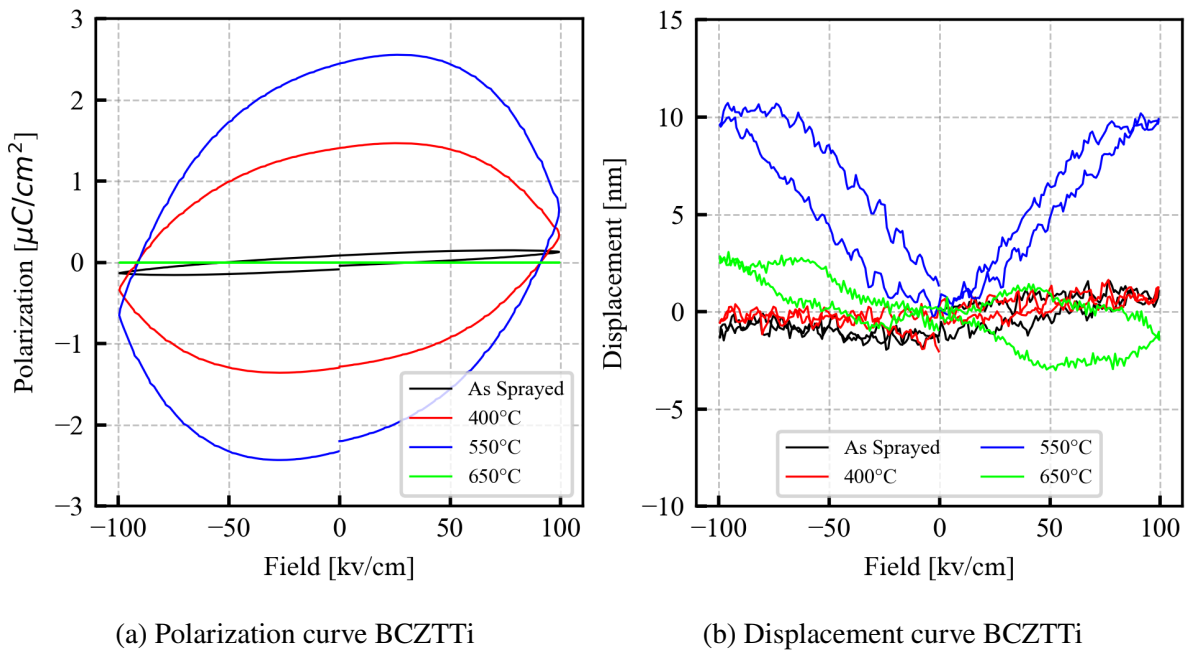 3
2
1
0
−1
−2
−3
−100
−50
0
50
100
Polarization [μC/cm²]
Field [kv/cm]
As Sprayed
400°C
550°C
650°C
(a) Polarization curve BCZTTi
15
10
5
0
−5
−10
−100
−50
0
50
100
Displacement [nm]
Field [kv/cm]
As Sprayed
400°C
550°C
650°C
(b) Displacement curve BCZTTi